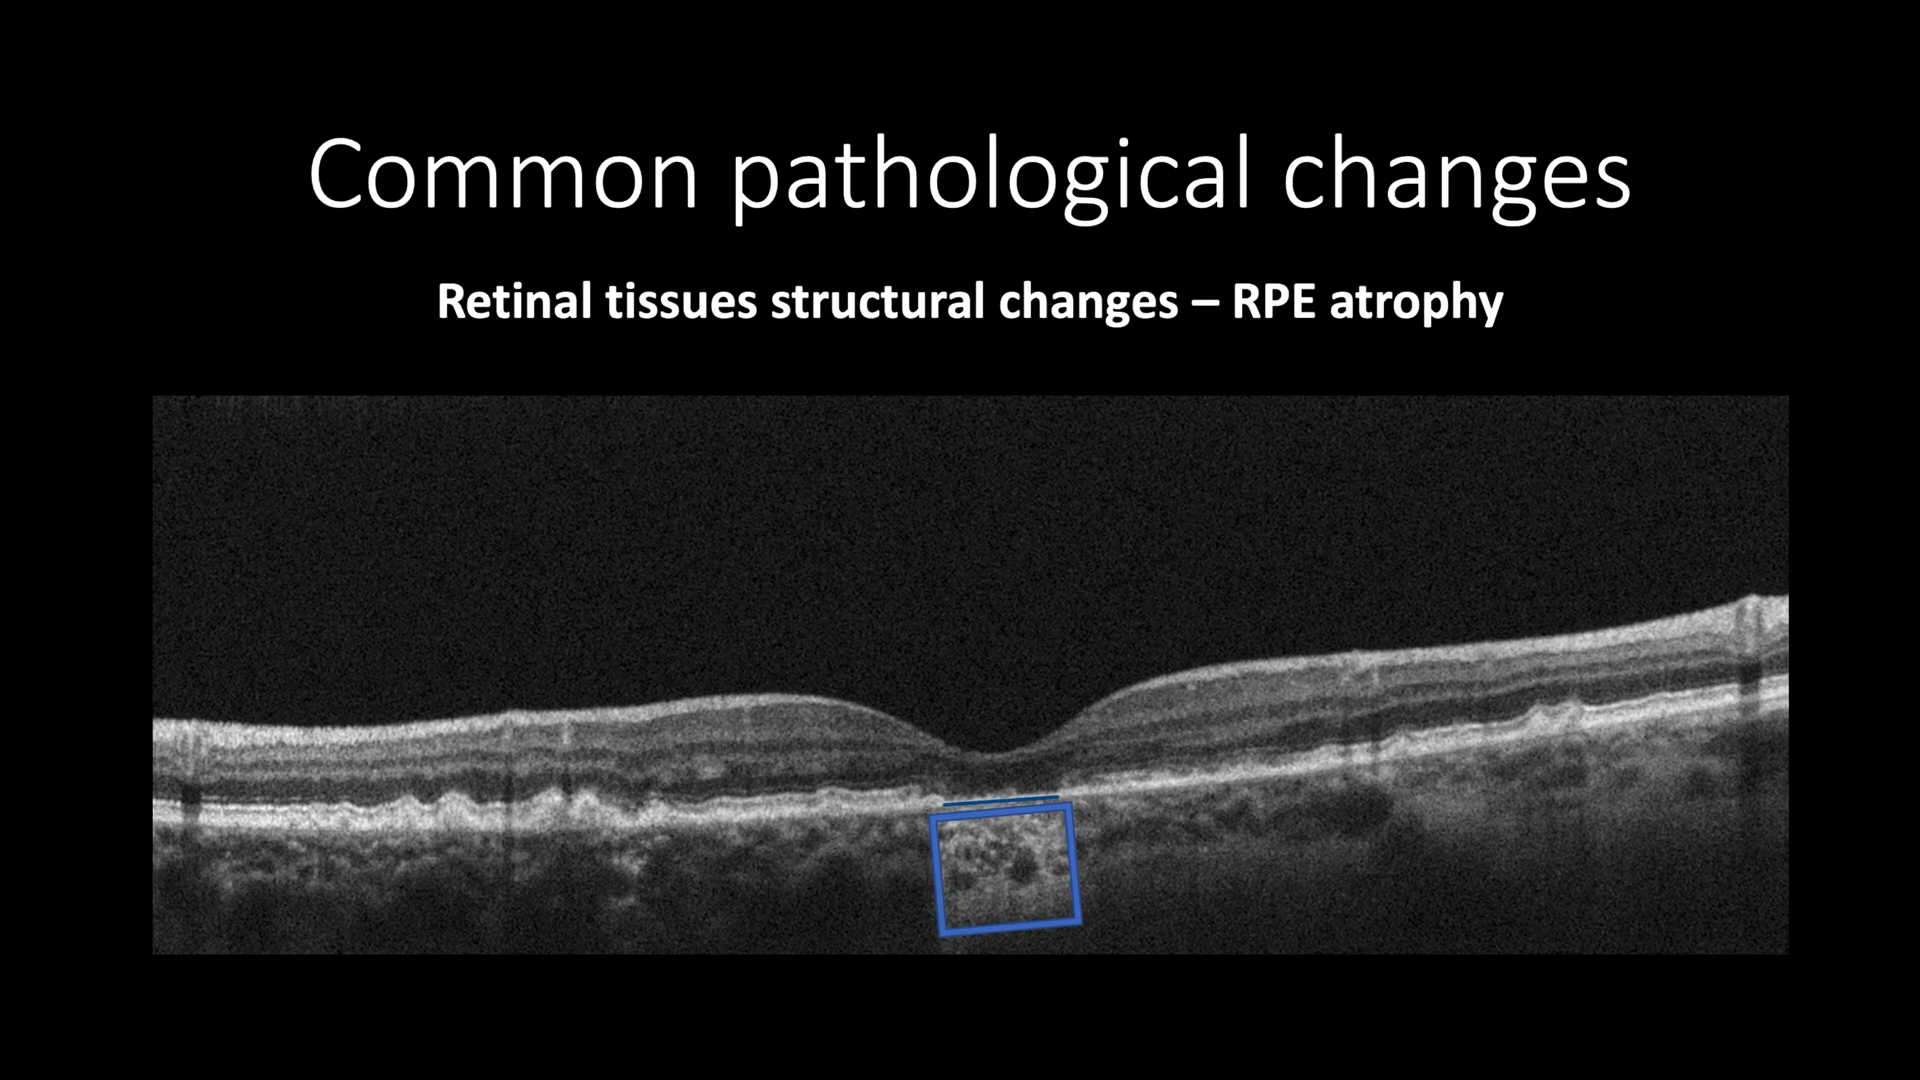 Common pathological changes
Retinal tissues structural changes – RPE atrophy